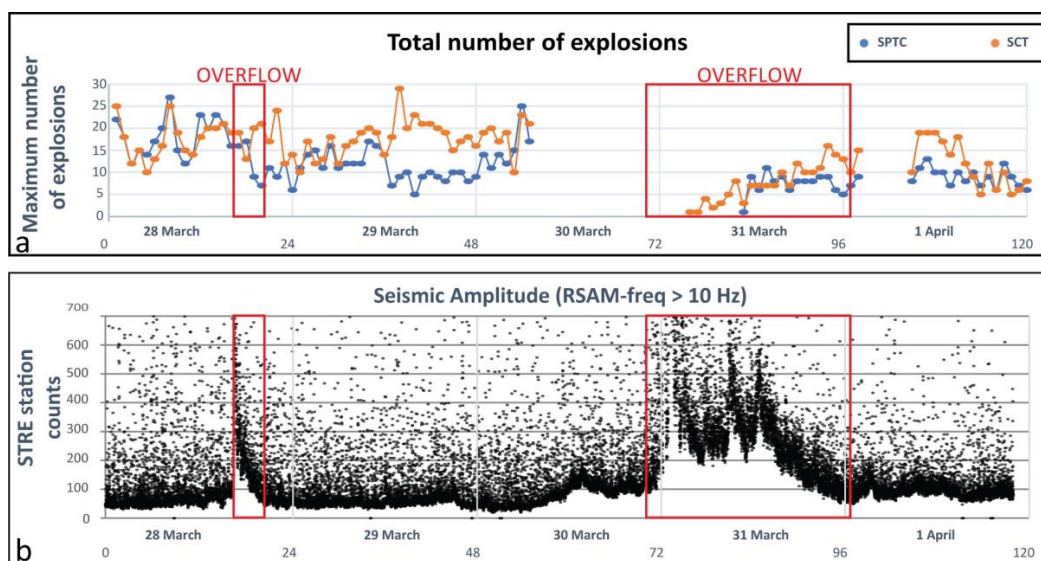 Total number of explosions
SPTC
SCT
OVERFLOW
OVERFLOW
Maximum number
of explosions
30
25
20
15
10
5
0
28 March
29 March
30 March
31 March
1 April
0
24
48
72
96
120
a
Seismic Amplitude (RSAM-freq > 10 Hz)
STRE station
counts
700
600
500
400
300
200
100
0
28 March
29 March
30 March
31 March
1 April
0
24
48
72
96
120
b